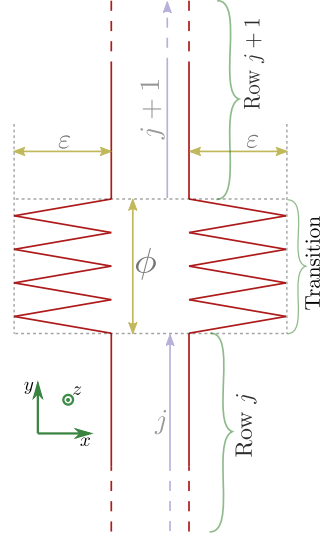 j + 1
Row j + 1
ε
ε
ϕ
Transition
y
z
x
j
Row j